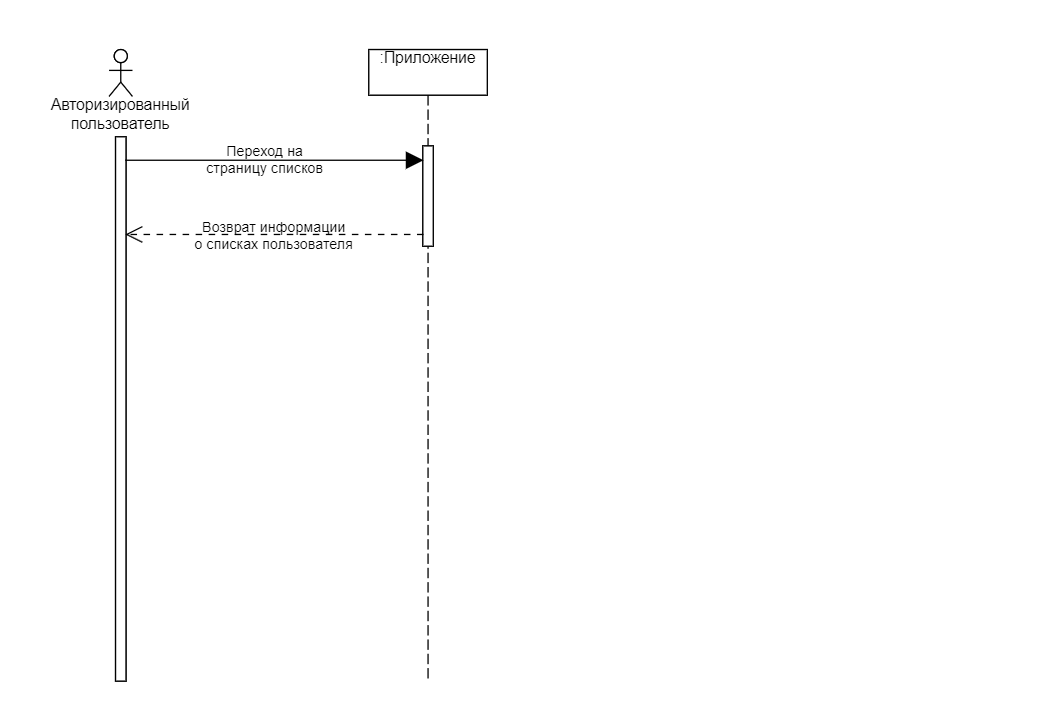 :Приложение
Авторизированный
пользователь
Переход на
страницу списков
Возврат информации
о списках пользователя